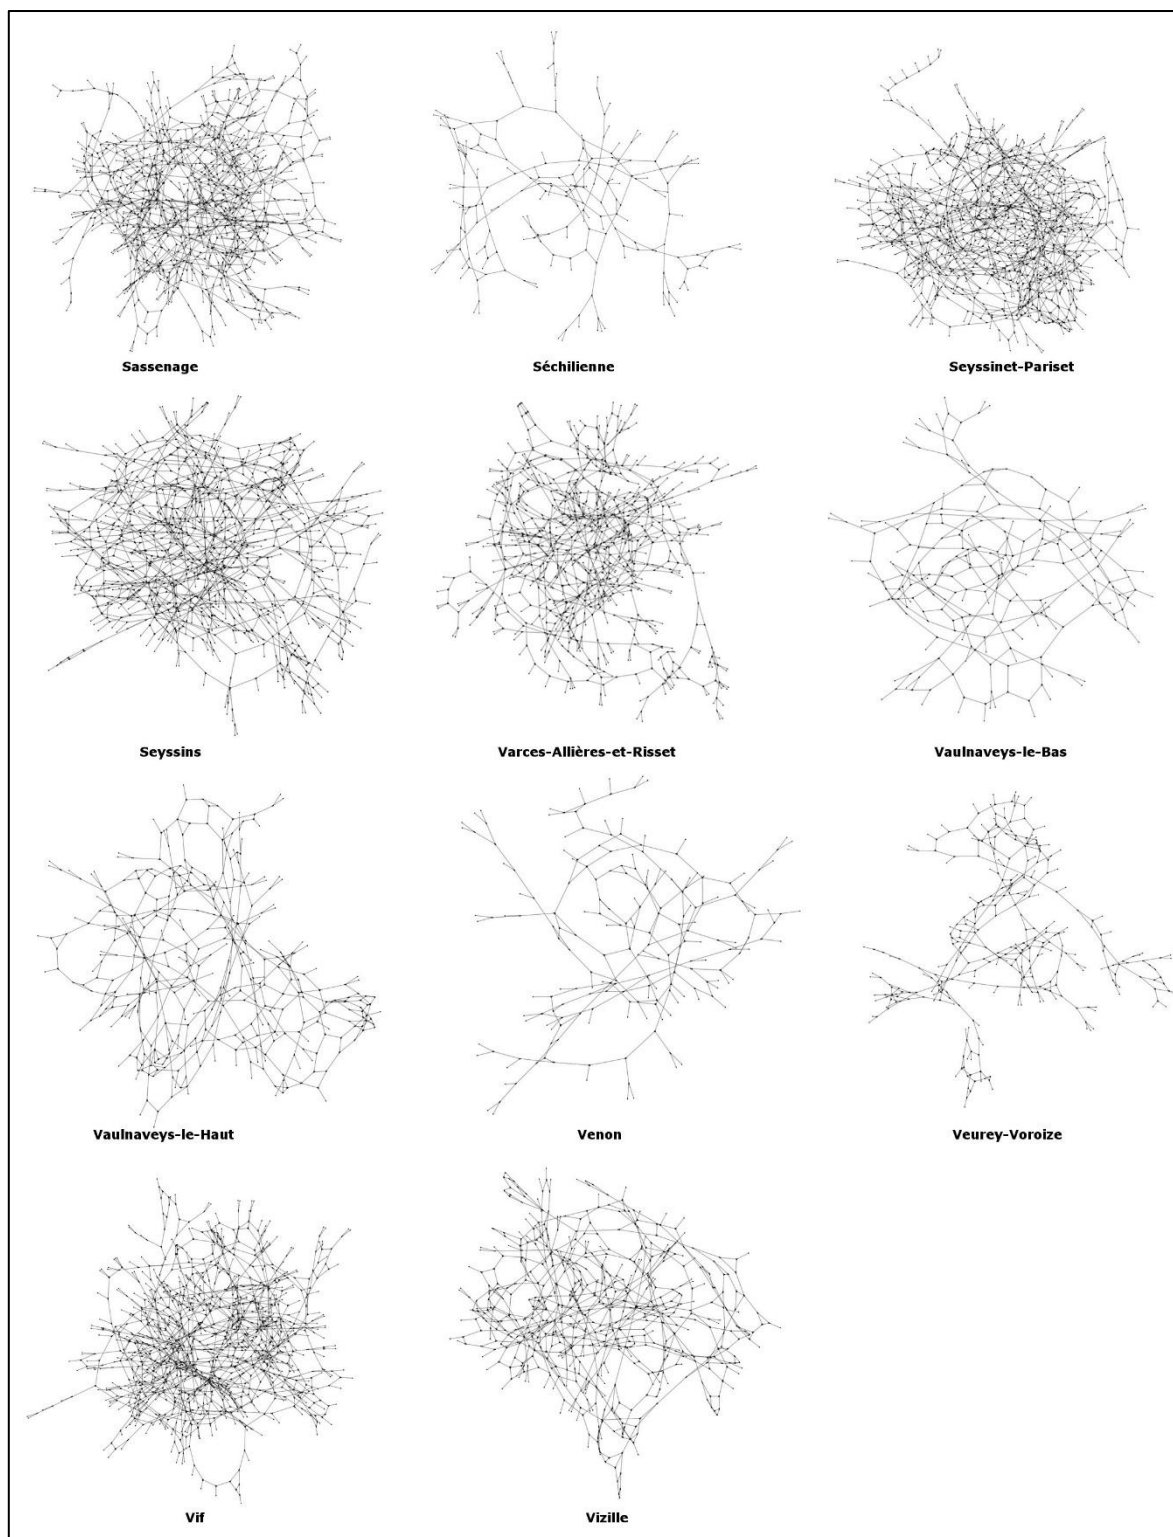 Sassenage
Séchilienne
Seyssinet-Pariset
Seyssins
Varces-Allières-et-Risset
Vaulnaveys-le-Bas
Vaulnaveys-le-Haut
Venon
Veurey-Voroize
Vif
Vizille